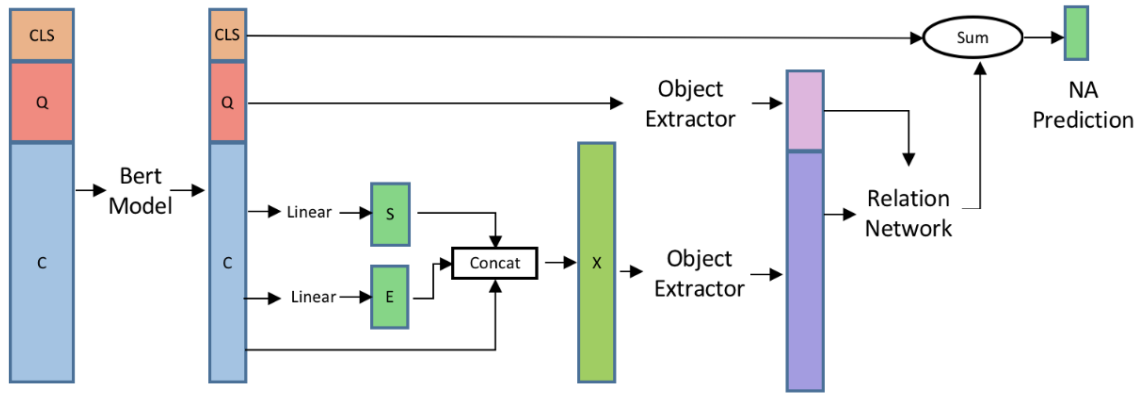 CLS
Q
C
Bert
Model
CLS
Q
C
Linear
S
Linear
E
Concat
X
Object
Extractor
Object
Extractor
Relation
Network
Sum
NA
Prediction